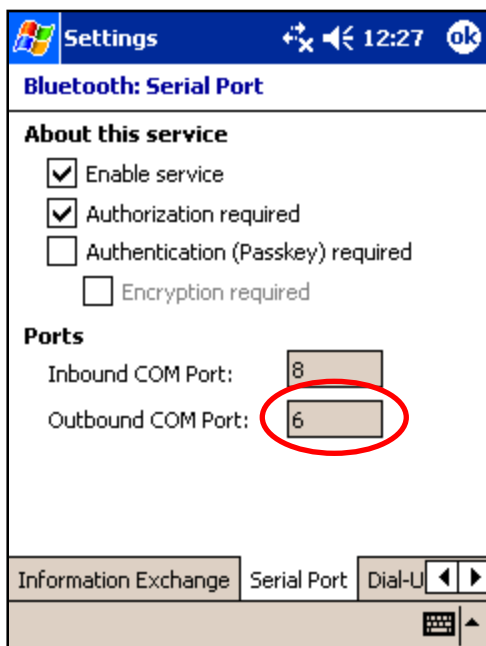 Settings 12:27 ok
Bluetooth: Serial Port
About this service
Enable service
Authorization required
Authentication (Passkey) required
Encryption required
Ports
Inbound COM Port: 8
Outbound COM Port: 6
Information Exchange Serial Port Dial-U